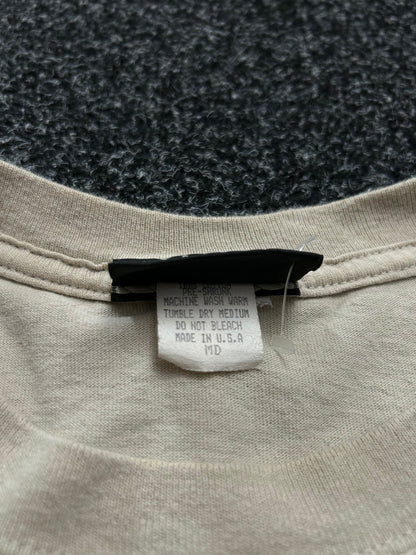 MACHINE WASH WARM
TUMBLE DRY MEDIUM
DO NOT BLEACH
MADE IN U.S.A
MD